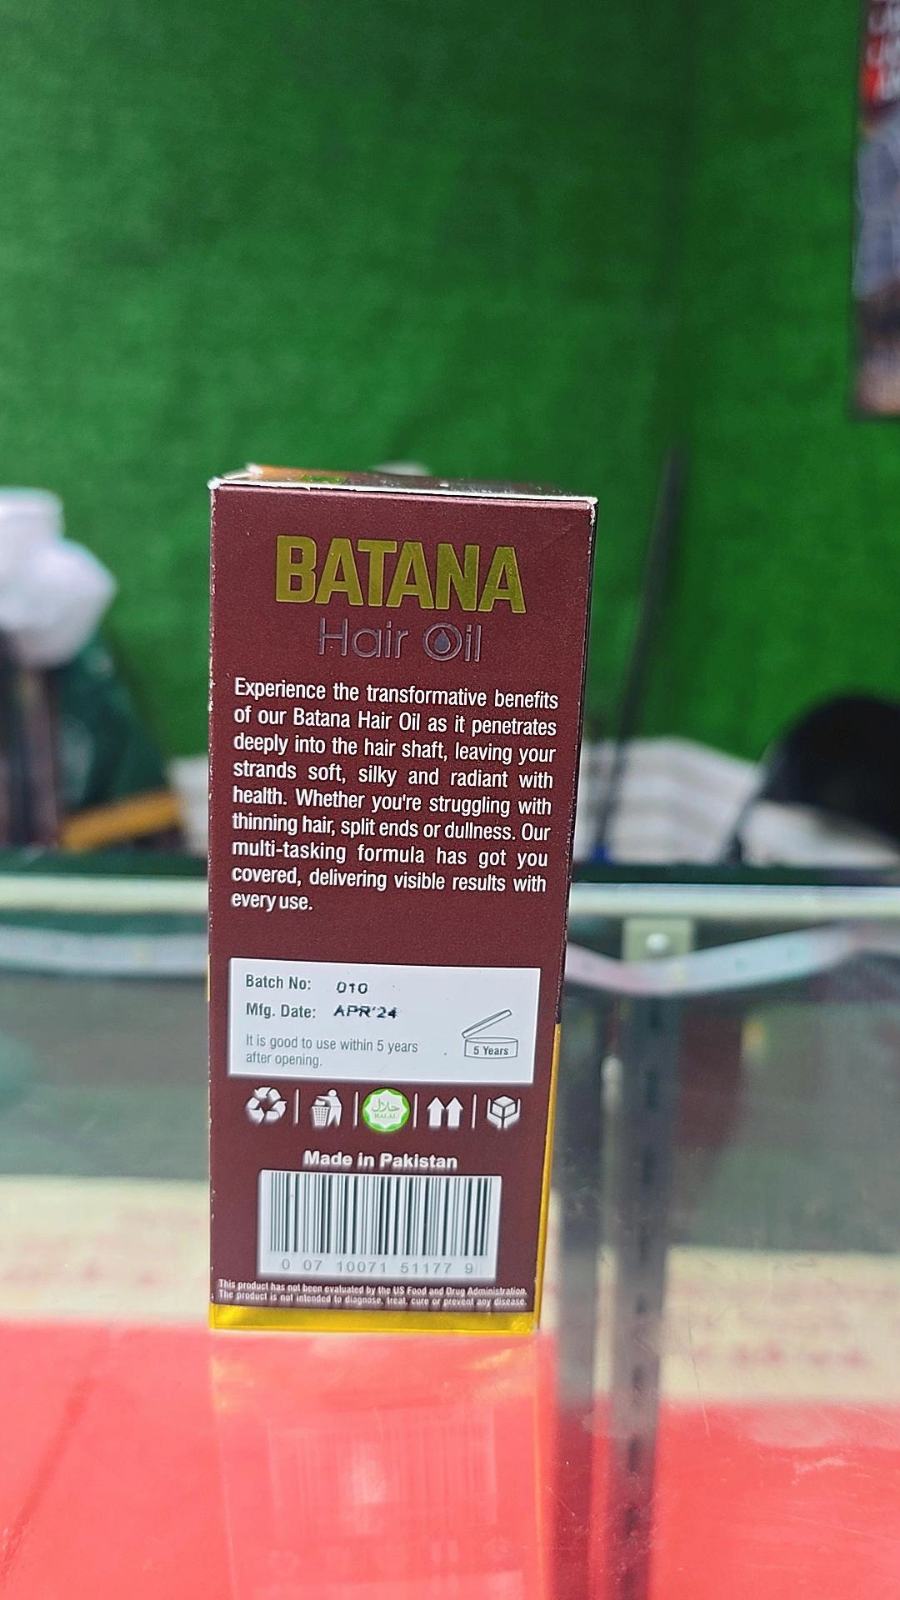 BATANA
Hair Oil
Experience the transformative benefits
of our Batana Hair Oil as it penetrates
deeply into the hair shaft, leaving your
strands soft, silky and radiant with
health. Whether you're struggling with
thinning hair, split ends or dullness. Our
multi-tasking formula has got you
covered, delivering visible results with
every use.
Batch No: 010
Mfg. Date: APR'24
It is good to use within 5 years
after opening.
5 Years
حلال
HALAL
Made in Pakistan
0 07 10071 51177 9
This product has not been evaluated by the US Food and Drug Administration.
The product is not intended to diagnose, treat, cure or prevent any disease.